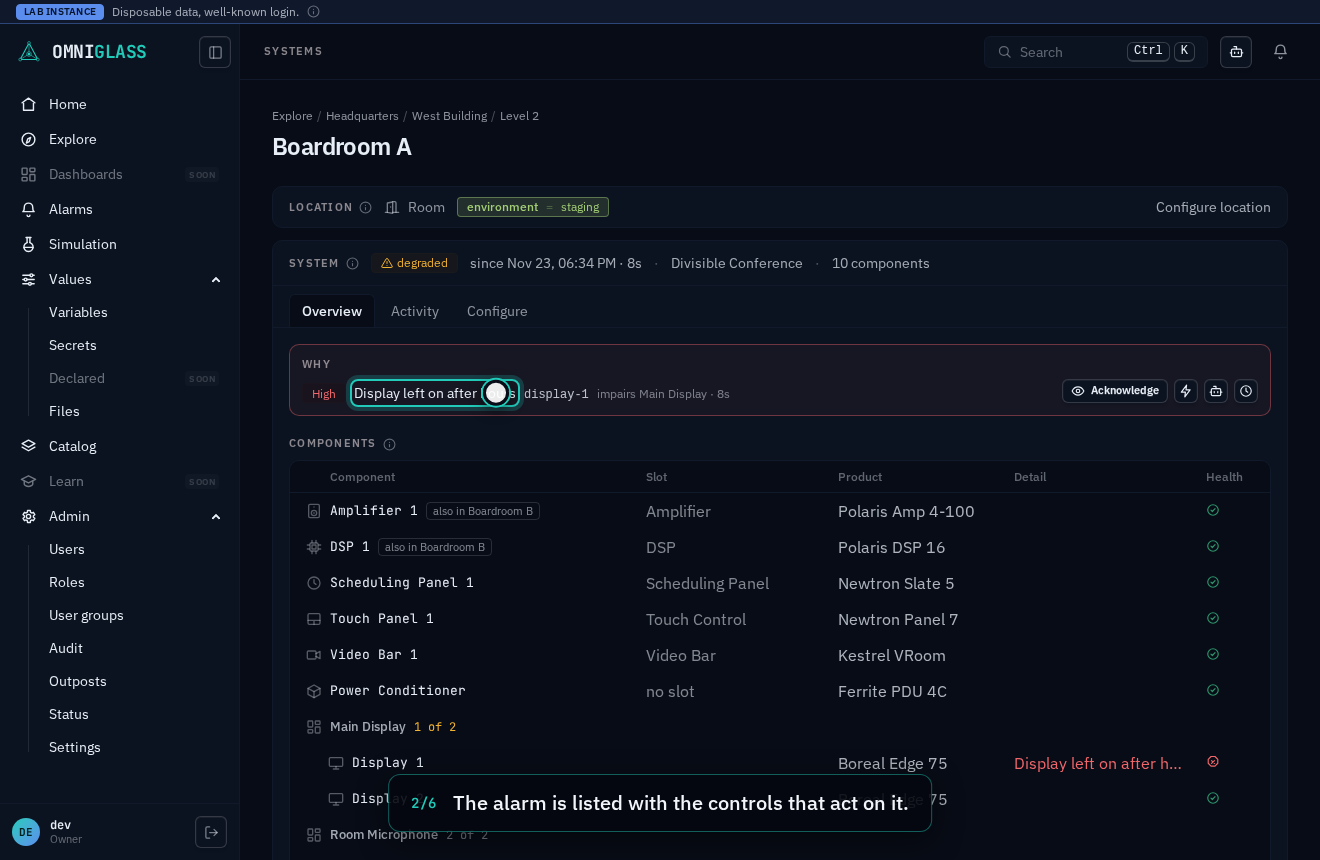 LAB INSTANCE Disposable data, well-known login.
OMNIGLASS
SYSTEMS
Search Ctrl K
Home
Explore
Dashboards SOON
Alarms
Simulation
Values
Variables
Secrets
Declared SOON
Files
Catalog
Learn SOON
Admin
Users
Roles
User groups
Audit
Outposts
Status
Settings
DE dev
Owner
Explore / Headquarters / West Building / Level 2
Boardroom A
LOCATION Room environment = staging Configure location
SYSTEM degraded since Nov 23, 06:34 PM · 8s · Divisible Conference · 10 components
Overview Activity Configure
WHY
High Display left on after display-1 impairs Main Display · 8s Acknowledge
COMPONENTS
Component Slot Product Detail Health
Amplifier 1 also in Boardroom B Amplifier Polaris Amp 4-100
DSP 1 also in Boardroom B DSP Polaris DSP 16
Scheduling Panel 1 Scheduling Panel Newtron Slate 5
Touch Panel 1 Touch Control Newtron Panel 7
Video Bar 1 Video Bar Kestrel VRoom
Power Conditioner no slot Ferrite PDU 4C
Main Display 1 of 2
Display 1 Boreal Edge 75 Display left on after h...
75
2/6 The alarm is listed with the controls that act on it.
Room Microphone 2 of 2